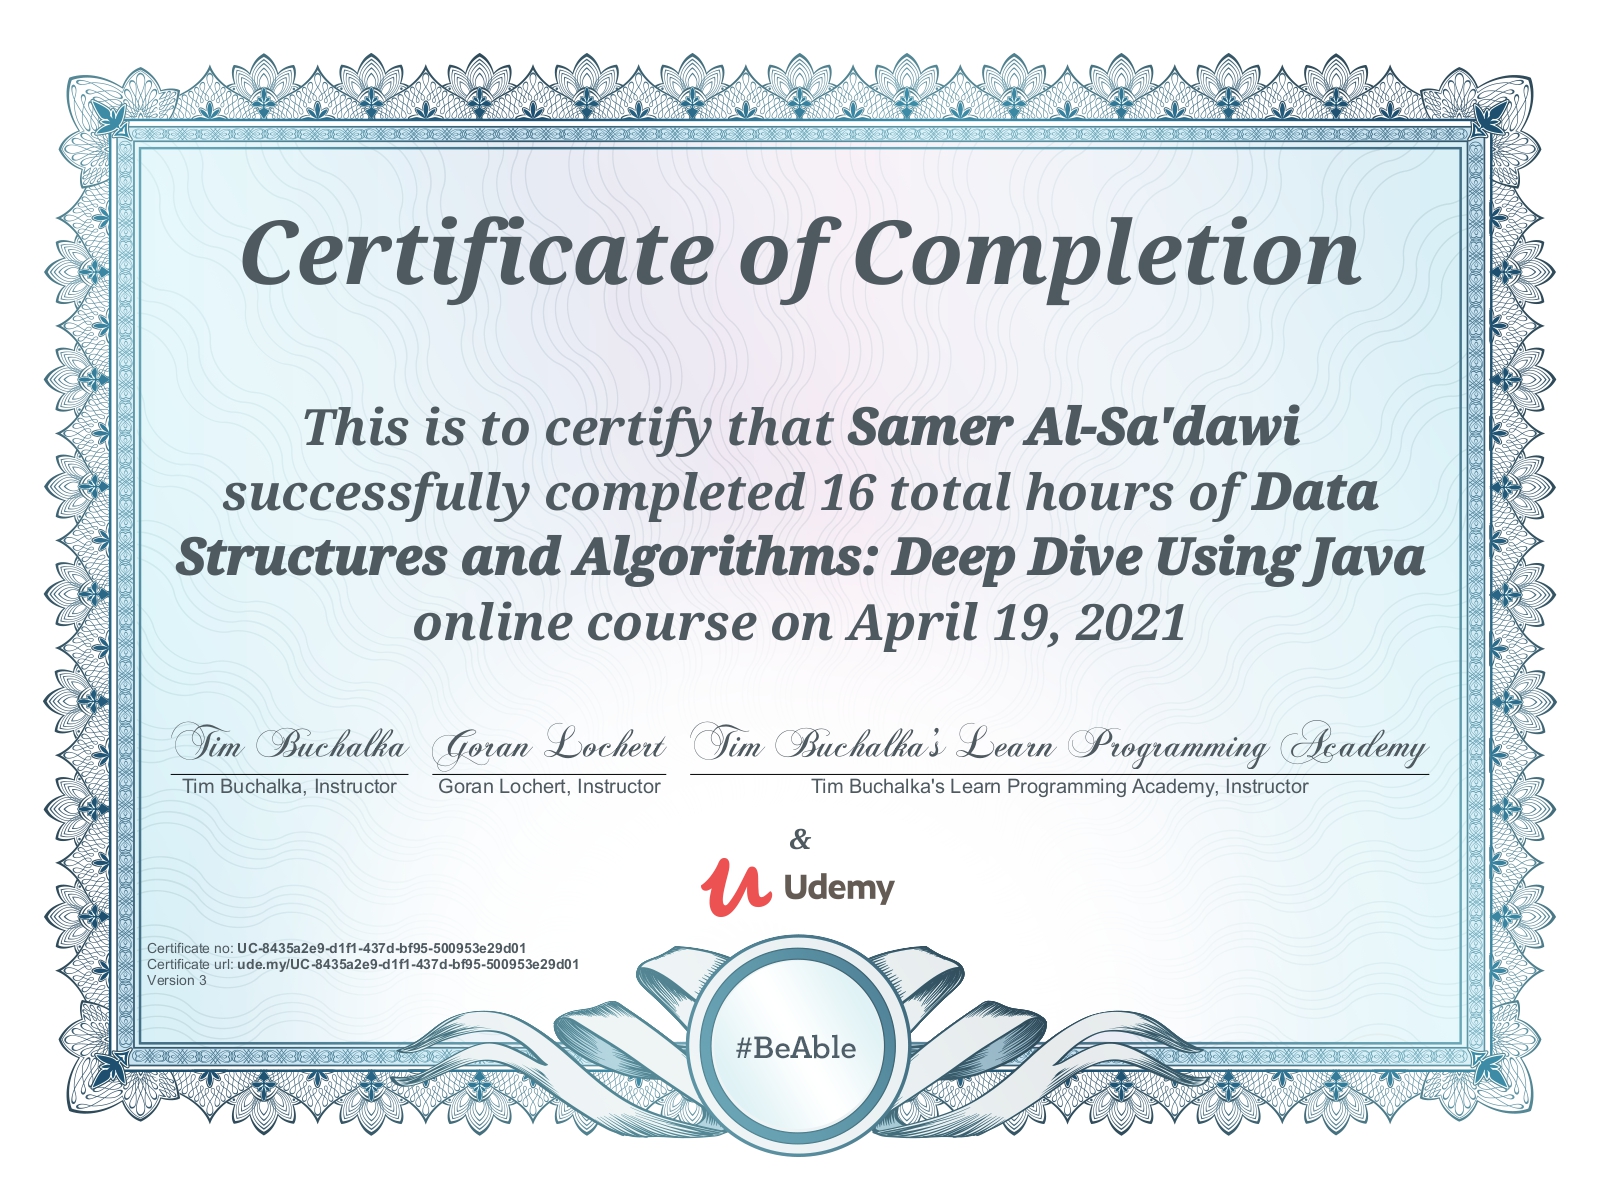 Certificate of Completion
This is to certify that Samer Al-Sa'dawi
successfully completed 16 total hours of Data
Structures and Algorithms: Deep Dive Using Java
online course on April 19, 2021
Tim Buchalka Goran Lochert Tim Buchalka's Learn Programming Academy
Tim Buchalka, Instructor Goran Lochert, Instructor Tim Buchalka's Learn Programming Academy, Instructor
&
Udemy
Certificate no: UC-8435a2e9-d1f1-437d-bf95-500953e29d01
Certificate url: ude.my/UC-8435a2e9-d1f1-437d-bf95-500953e29d01
Version 3
#BeAble